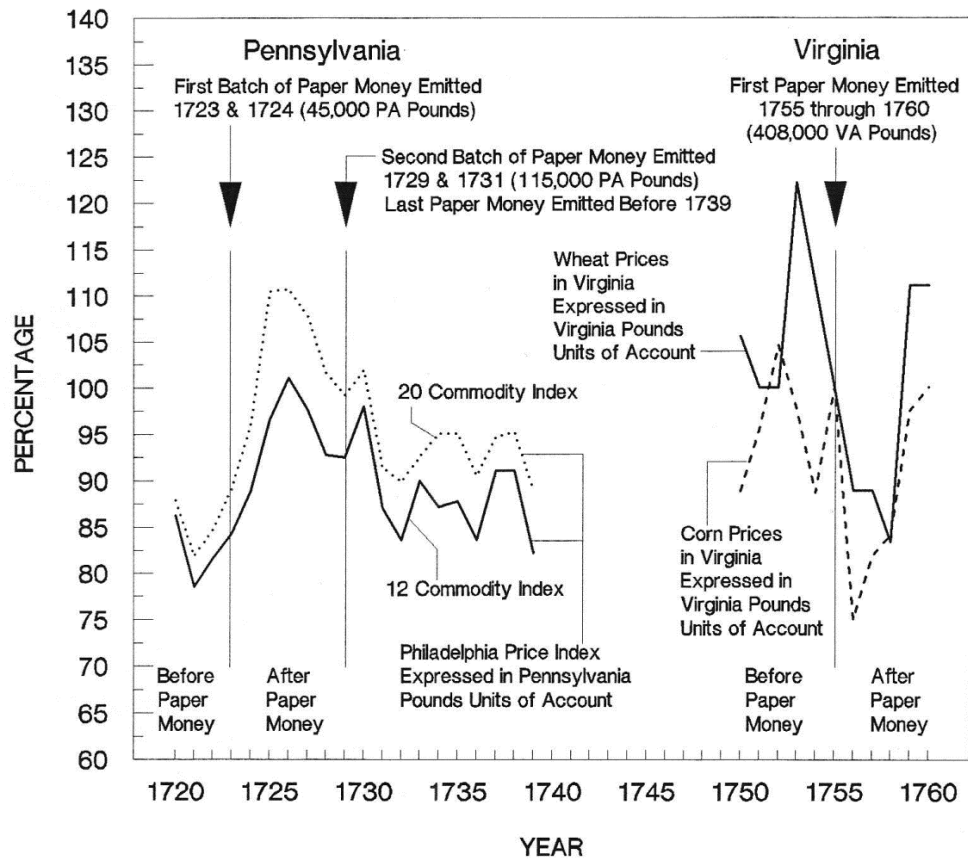 Pennsylvania
First Batch of Paper Money Emitted
1723 & 1724 (45,000 PA Pounds)
Second Batch of Paper Money Emitted
1729 & 1731 (115,000 PA Pounds)
Last Paper Money Emitted Before 1739
Virginia
First Paper Money Emitted
1755 through 1760
(408,000 VA Pounds)
Wheat Prices
in Virginia
Expressed in
Virginia Pounds
Units of Account
20 Commodity Index
12 Commodity Index
Corn Prices
in Virginia
Expressed in
Virginia Pounds
Units of Account
Philadelphia Price Index
Expressed in Pennsylvania
Pounds Units of Account
Before
Paper
Money
After
Paper
Money
Before
Paper
Money
After
Paper
Money
PERCENTAGE
140
135
130
125
120
115
110
105
100
95
90
85
80
75
70
65
60
1720
1725
1730
1735
1740
1745
1750
1755
1760
YEAR